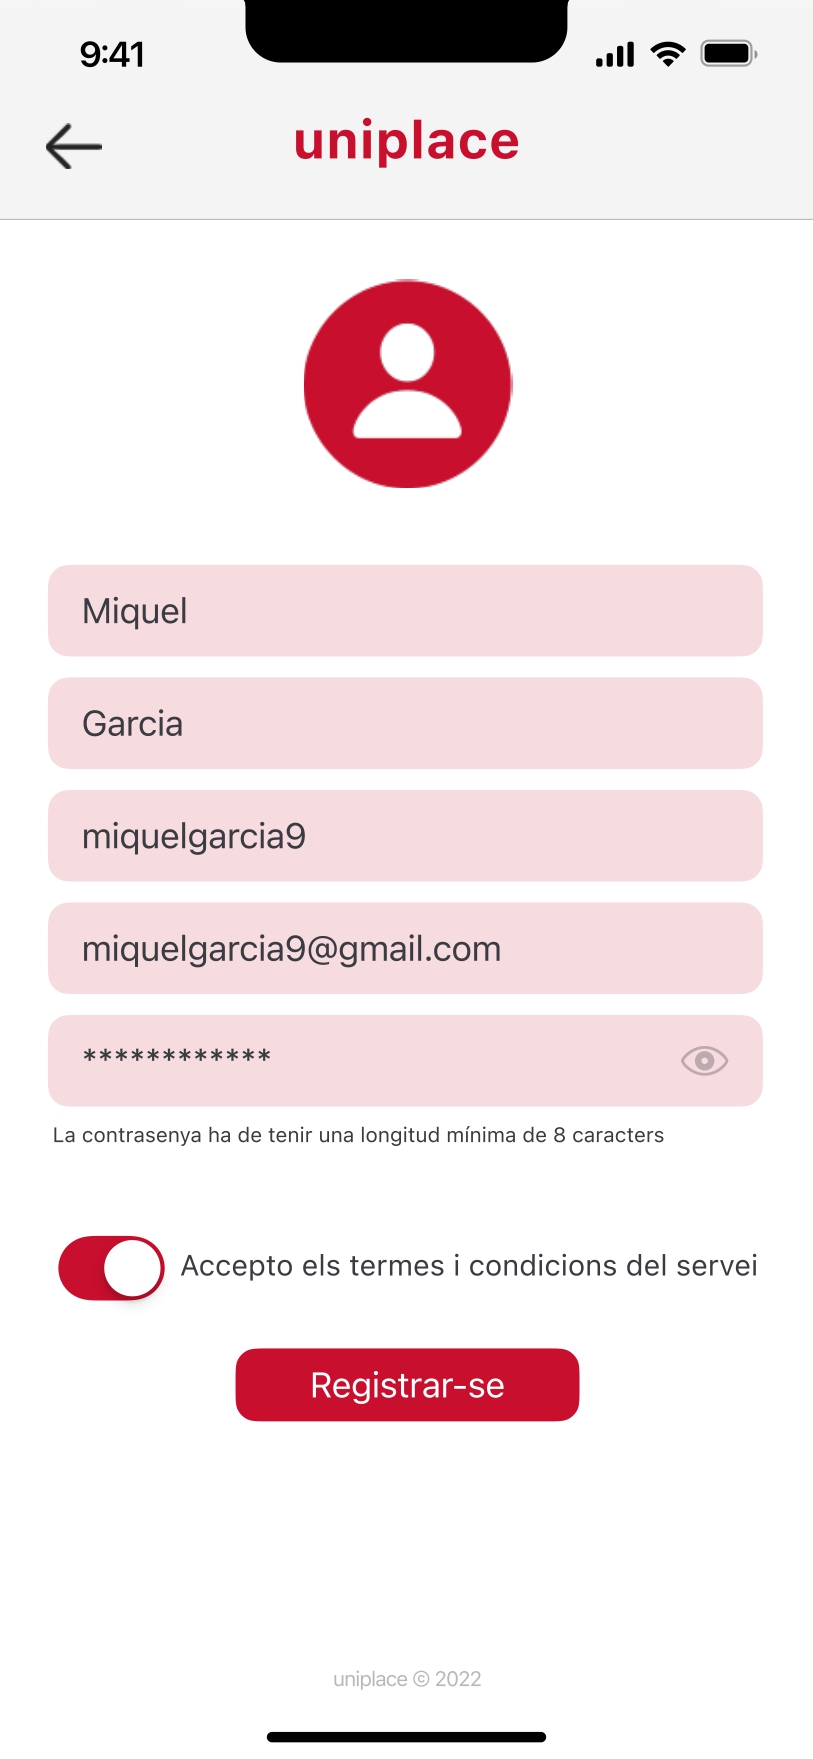 9:41
uniplace
Miquel
Garcia
miquelgarcia9
miquelgarcia9@gmail.com
************
La contrasenya ha de tenir una longitud mínima de 8 caracters
Accepto els termes i condicions del servei
Registrar-se
uniplace © 2022